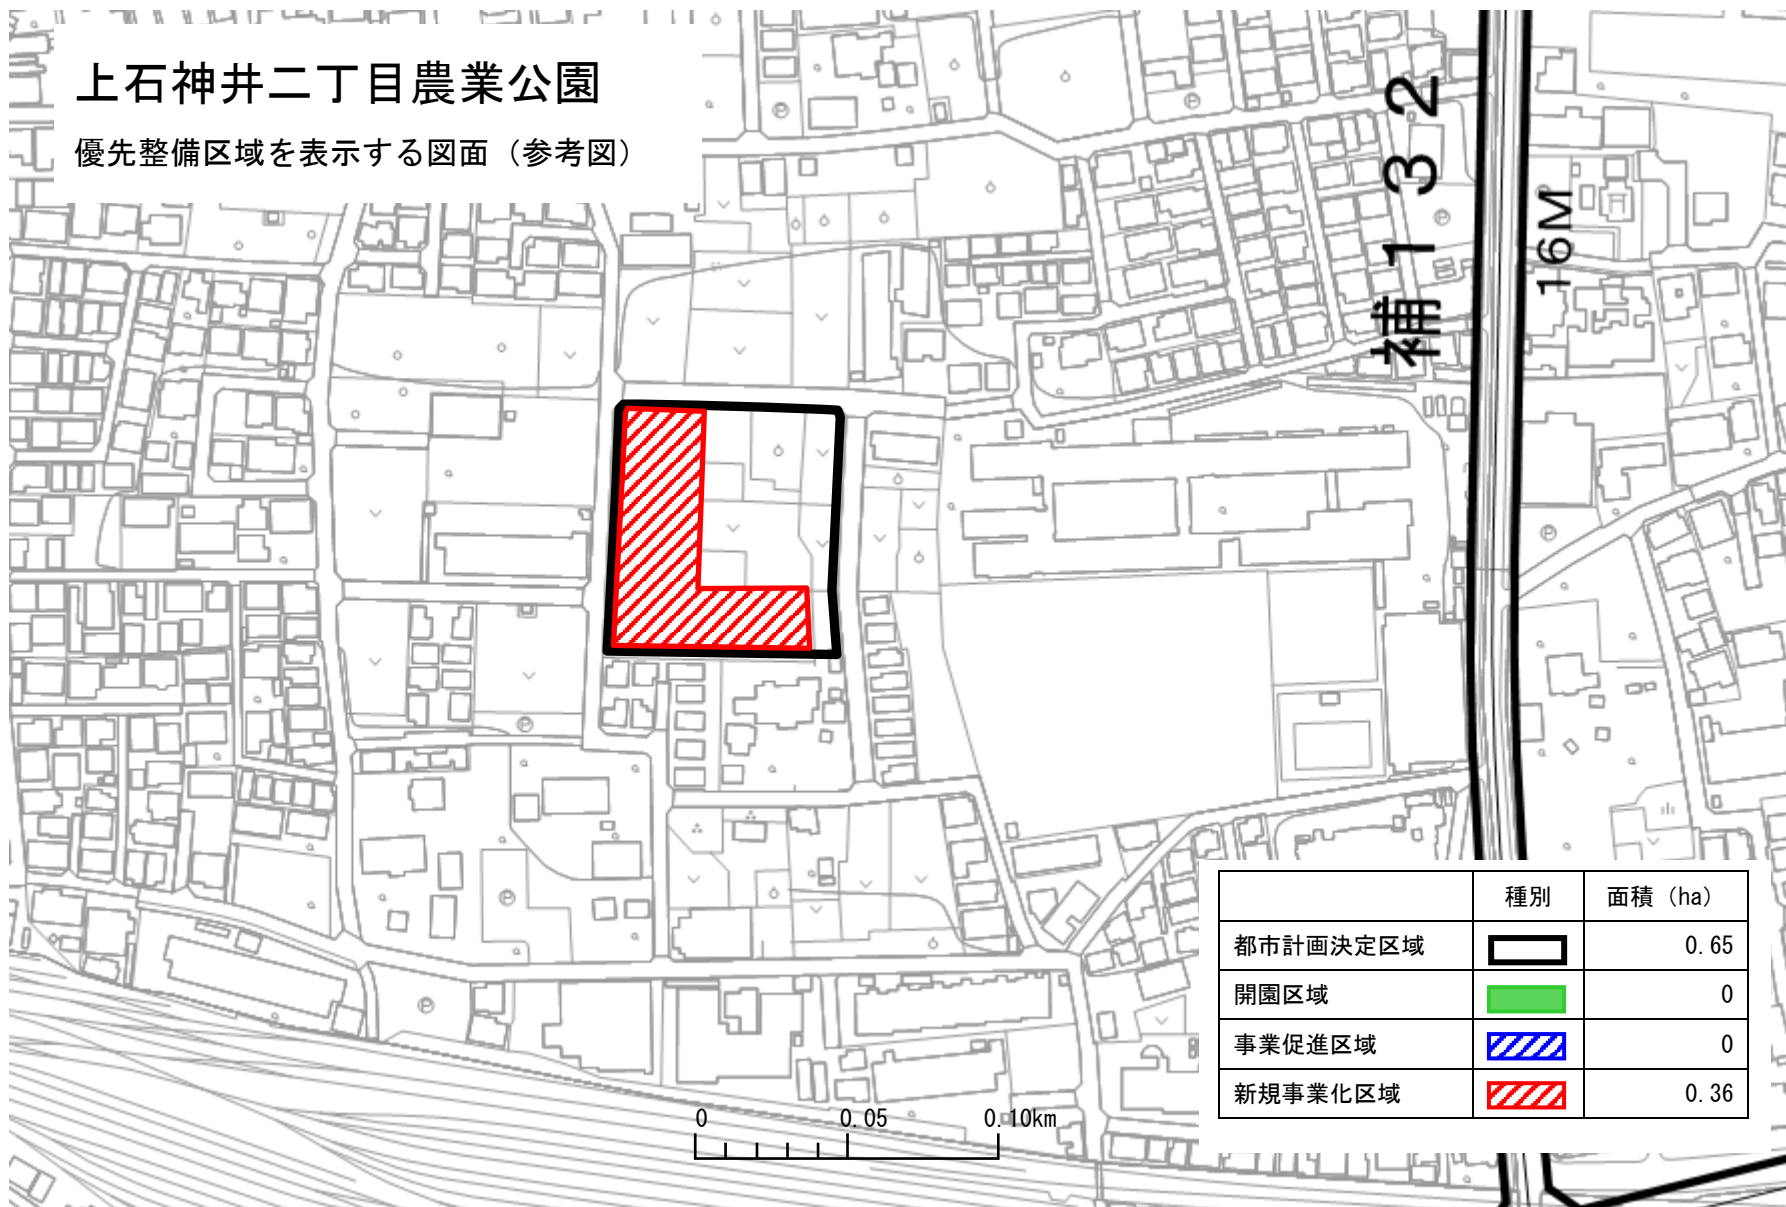 上石神井二丁目農業公園
優先整備区域を表示する図面（参考図）
補132
16M
種別 面積（ha）
都市計画決定区域 0.65
開園区域 0
事業促進区域 0
新規事業化区域 0.36
0 0.05 0.10km